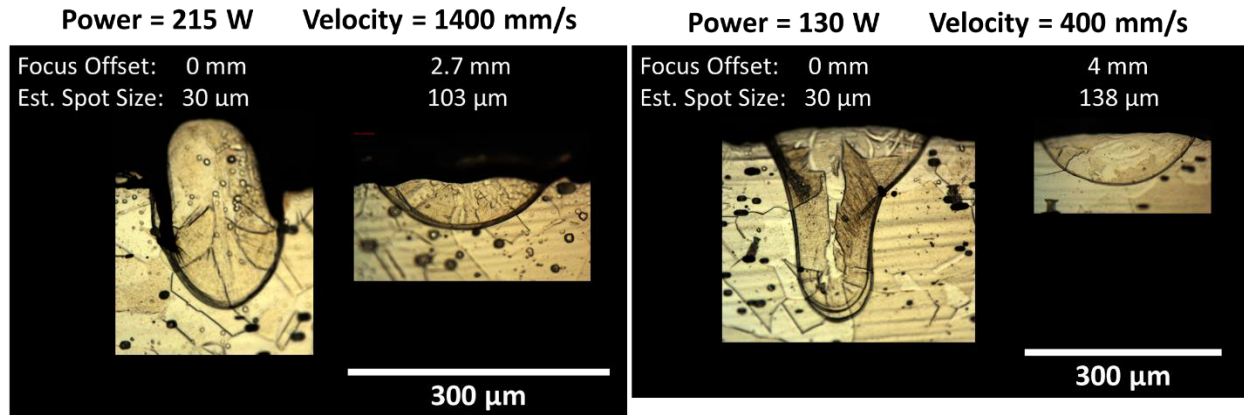 Power = 215 W Velocity = 1400 mm/s
Focus Offset: 0 mm 2.7 mm
Est. Spot Size: 30 µm 103 µm
300 µm
Power = 130 W Velocity = 400 mm/s
Focus Offset: 0 mm 4 mm
Est. Spot Size: 30 µm 138 µm
300 µm